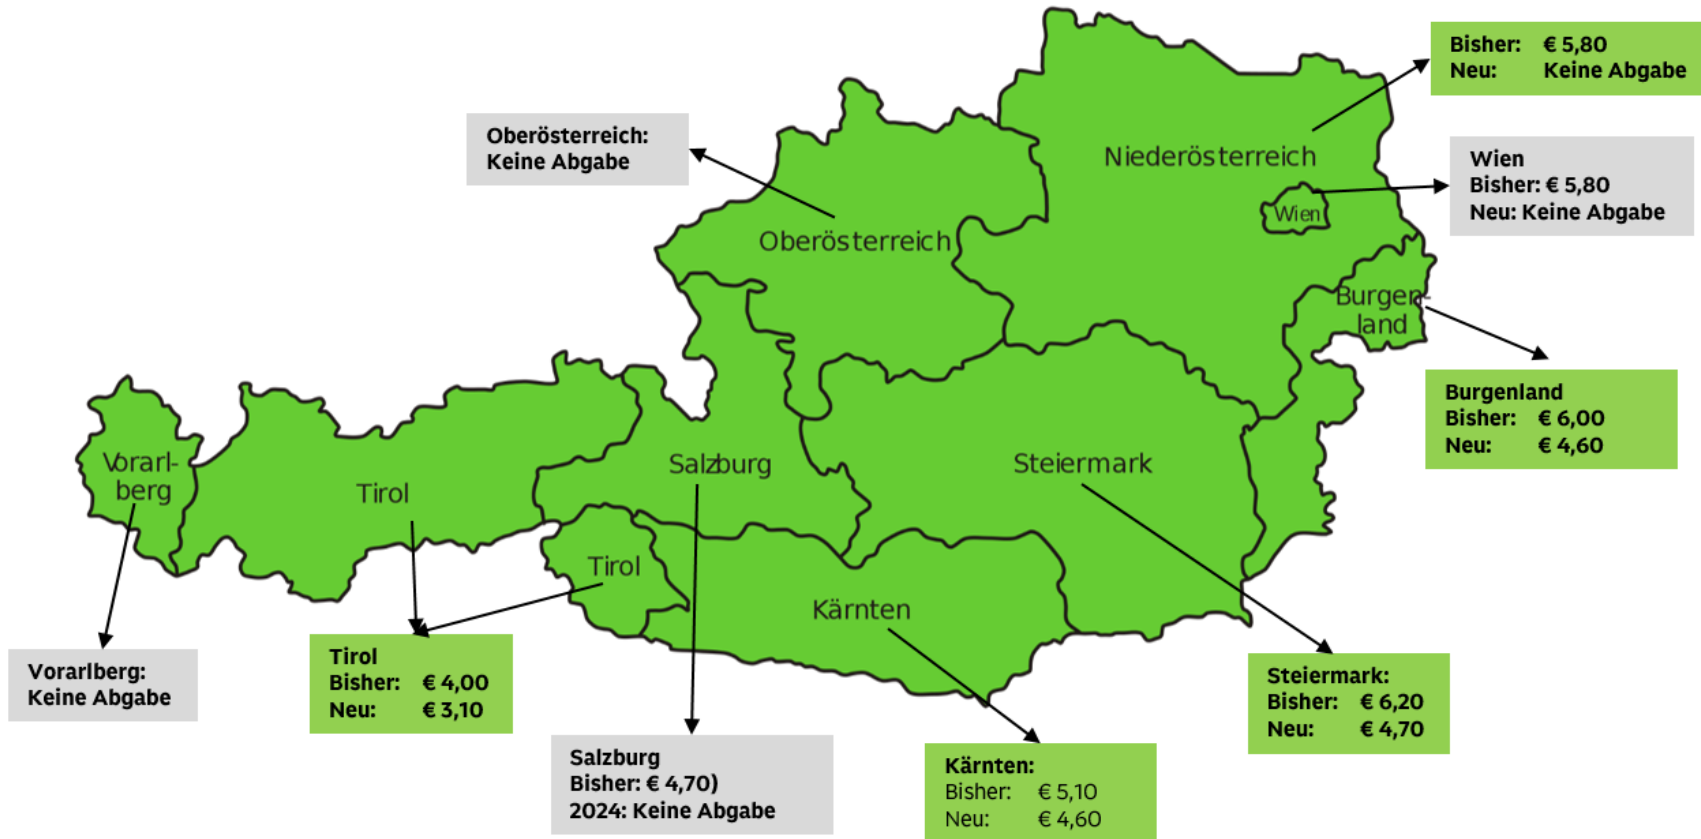 Bisher: € 5,80
Neu: Keine Abgabe
Oberösterreich:
Keine Abgabe
Niederösterreich
Wien
Bisher: € 5,80
Neu: Keine Abgabe
Wien
Oberösterreich
Burgen-
land
Burgenland
Bisher: € 6,00
Neu: € 4,60
Vorarl-
berg
Tirol
Salzburg
Steiermark
Tirol
Kärnten
Vorarlberg:
Keine Abgabe
Tirol
Bisher: € 4,00
Neu: € 3,10
Steiermark:
Bisher: € 6,20
Neu: € 4,70
Salzburg
Bisher: € 4,70)
2024: Keine Abgabe
Kärnten:
Bisher: € 5,10
Neu: € 4,60